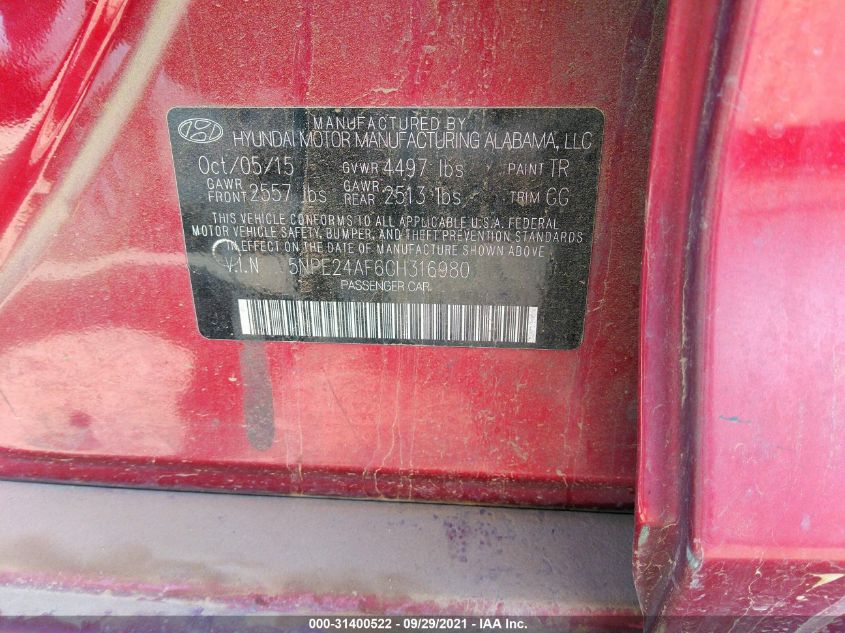 MANUFACTURED BY
HYUNDAI MOTOR MANUFACTURING ALABAMA, LLC
Oct/05/15 GVWR 4497 lbs PAINT TR
GAWR FRONT 2557 lbs GAWR REAR 2513 lbs TRIM GG
THIS VEHICLE CONFORMS TO ALL APPLICABLE U.S.A. FEDERAL
MOTOR VEHICLE SAFETY, BUMPER, AND THEFT PREVENTION STANDARDS
IN EFFECT ON THE DATE OF MANUFACTURE SHOWN ABOVE.
V.I.N 5NPE24AF6GH316980
PASSENGER CAR
000-31400522 - 09/29/2021 - IAA Inc.